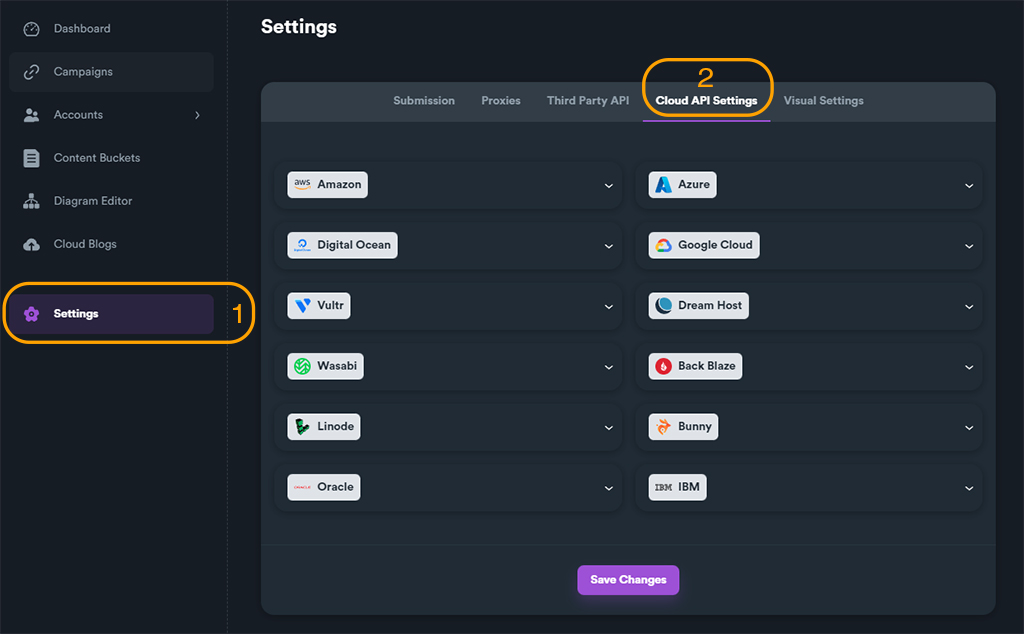 Dashboard
Campaigns
Accounts
Content Buckets
Diagram Editor
Cloud Blogs
Settings 1
Settings
2
Submission Proxies Third Party API Cloud API Settings Visual Settings
aws Amazon
Azure
Digital Ocean
Google Cloud
Vultr
Dream Host
Wasabi
Back Blaze
Linode
Bunny
ORACLE Oracle
IBM IBM
Save Changes